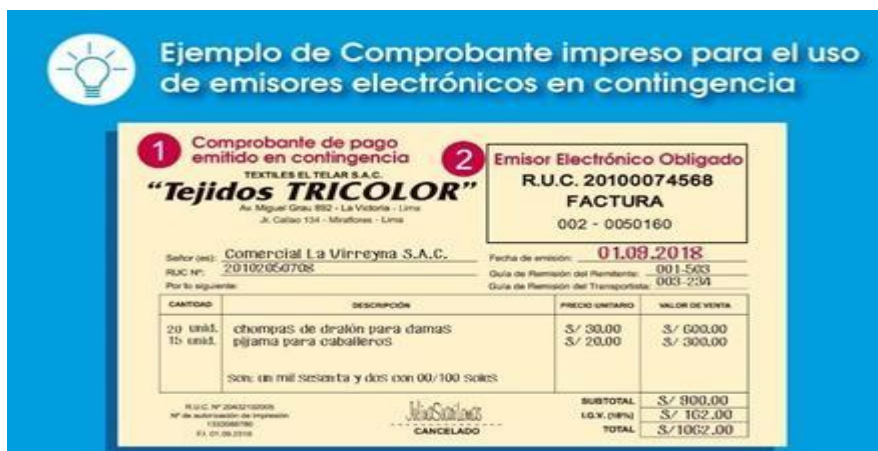 Ejemplo de Comprobante impreso para el uso
de emisores electrónicos en contingencia
1 Comprobante de pago
emitido en contingencia
TEXTILES EL TELAR S.A.C.
“Tejidos TRICOLOR”
Av. Miguel Grau 892 - La Victoria - Lima
Jr. Callao 134 - Miraflores - Lima
2 Emisor Electrónico Obligado
R.U.C. 20100074568
FACTURA
002 - 0050160
Señor (es): Comercial La Virreyna S.A.C.
RUC Nº: 20102050708
Por lo siguiente:
Fecha de emisión: 01.09.2018
Guía de Remisión del Remitente: 001-503
Guía de Remisión del Transportista: 003-234
CANTIDAD DESCRIPCIÓN PRECIO UNITARIO VALOR DE VENTA
20 unid. chompas de dralón para damas S/ 30.00 S/ 600.00
15 unid. pijama para caballeros S/ 20.00 S/ 300.00
son: un mil sesenta y dos con 00/100 soles
R.U.C. Nº
Nº de autorización de impresión
F.I.
CANCELADO
SUBTOTAL S/ 900.00
I.G.V. (18%) S/ 162.00
TOTAL S/1062.00